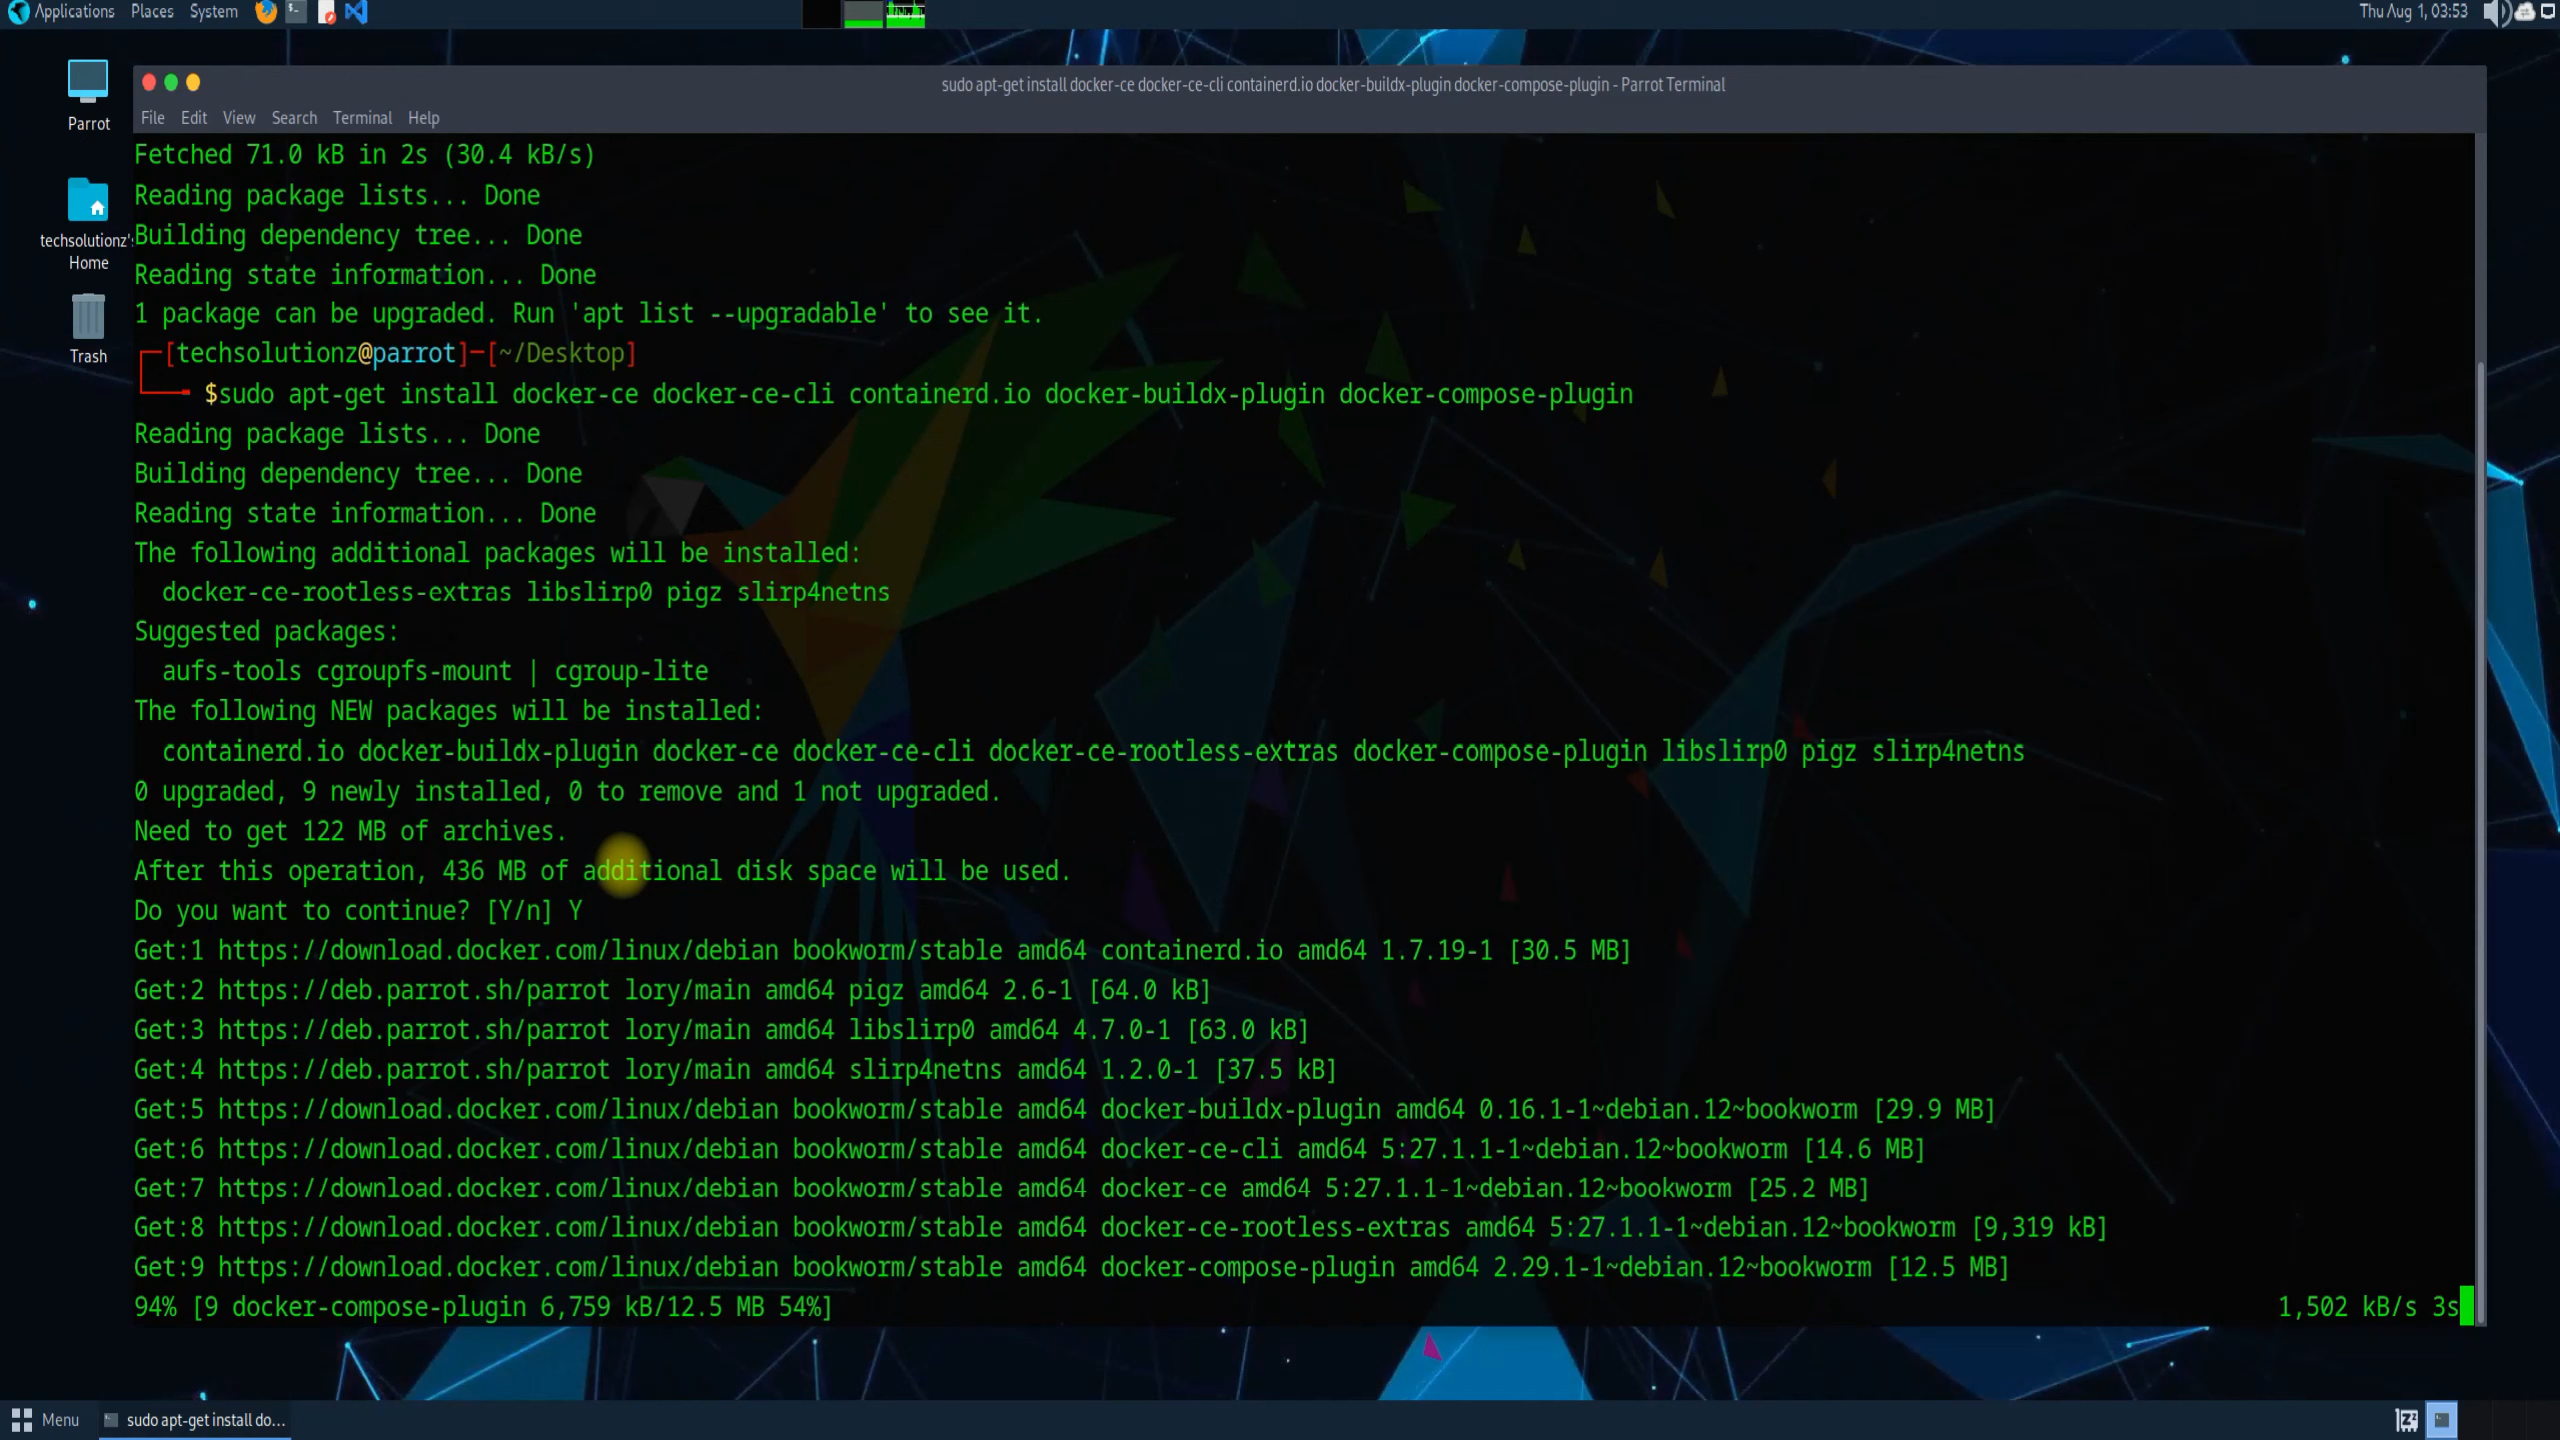 Applications Places System
Thu Aug 1, 03:53
Parrot
techsolutionz's
Home
Trash
sudo apt-get install docker-ce docker-ce-cli containerd.io docker-buildx-plugin docker-compose-plugin - Parrot Terminal
File Edit View Search Terminal Help
Fetched 71.0 kB in 2s (30.4 kB/s)
Reading package lists... Done
Building dependency tree... Done
Reading state information... Done
1 package can be upgraded. Run 'apt list --upgradable' to see it.
┌─[techsolutionz@parrot]─[~/Desktop]
└──╼ $sudo apt-get install docker-ce docker-ce-cli containerd.io docker-buildx-plugin docker-compose-plugin
Reading package lists... Done
Building dependency tree... Done
Reading state information... Done
The following additional packages will be installed:
  docker-ce-rootless-extras libslirp0 pigz slirp4netns
Suggested packages:
  aufs-tools cgroupfs-mount | cgroup-lite
The following NEW packages will be installed:
  containerd.io docker-buildx-plugin docker-ce docker-ce-cli docker-ce-rootless-extras docker-compose-plugin libslirp0 pigz slirp4netns
0 upgraded, 9 newly installed, 0 to remove and 1 not upgraded.
Need to get 122 MB of archives.
After this operation, 436 MB of additional disk space will be used.
Do you want to continue? [Y/n] Y
Get:1 https://download.docker.com/linux/debian bookworm/stable amd64 containerd.io amd64 1.7.19-1 [30.5 MB]
Get:2 https://deb.parrot.sh/parrot lory/main amd64 pigz amd64 2.6-1 [64.0 kB]
Get:3 https://deb.parrot.sh/parrot lory/main amd64 libslirp0 amd64 4.7.0-1 [63.0 kB]
Get:4 https://deb.parrot.sh/parrot lory/main amd64 slirp4netns amd64 1.2.0-1 [37.5 kB]
Get:5 https://download.docker.com/linux/debian bookworm/stable amd64 docker-buildx-plugin amd64 0.16.1-1~debian.12~bookworm [29.9 MB]
Get:6 https://download.docker.com/linux/debian bookworm/stable amd64 docker-ce-cli amd64 5:27.1.1-1~debian.12~bookworm [14.6 MB]
Get:7 https://download.docker.com/linux/debian bookworm/stable amd64 docker-ce amd64 5:27.1.1-1~debian.12~bookworm [25.2 MB]
Get:8 https://download.docker.com/linux/debian bookworm/stable amd64 docker-ce-rootless-extras amd64 5:27.1.1-1~debian.12~bookworm [9,319 kB]
Get:9 https://download.docker.com/linux/debian bookworm/stable amd64 docker-compose-plugin amd64 2.29.1-1~debian.12~bookworm [12.5 MB]
94% [9 docker-compose-plugin 6,759 kB/12.5 MB 54%] 1,502 kB/s 3s
Menu
sudo apt-get install do...